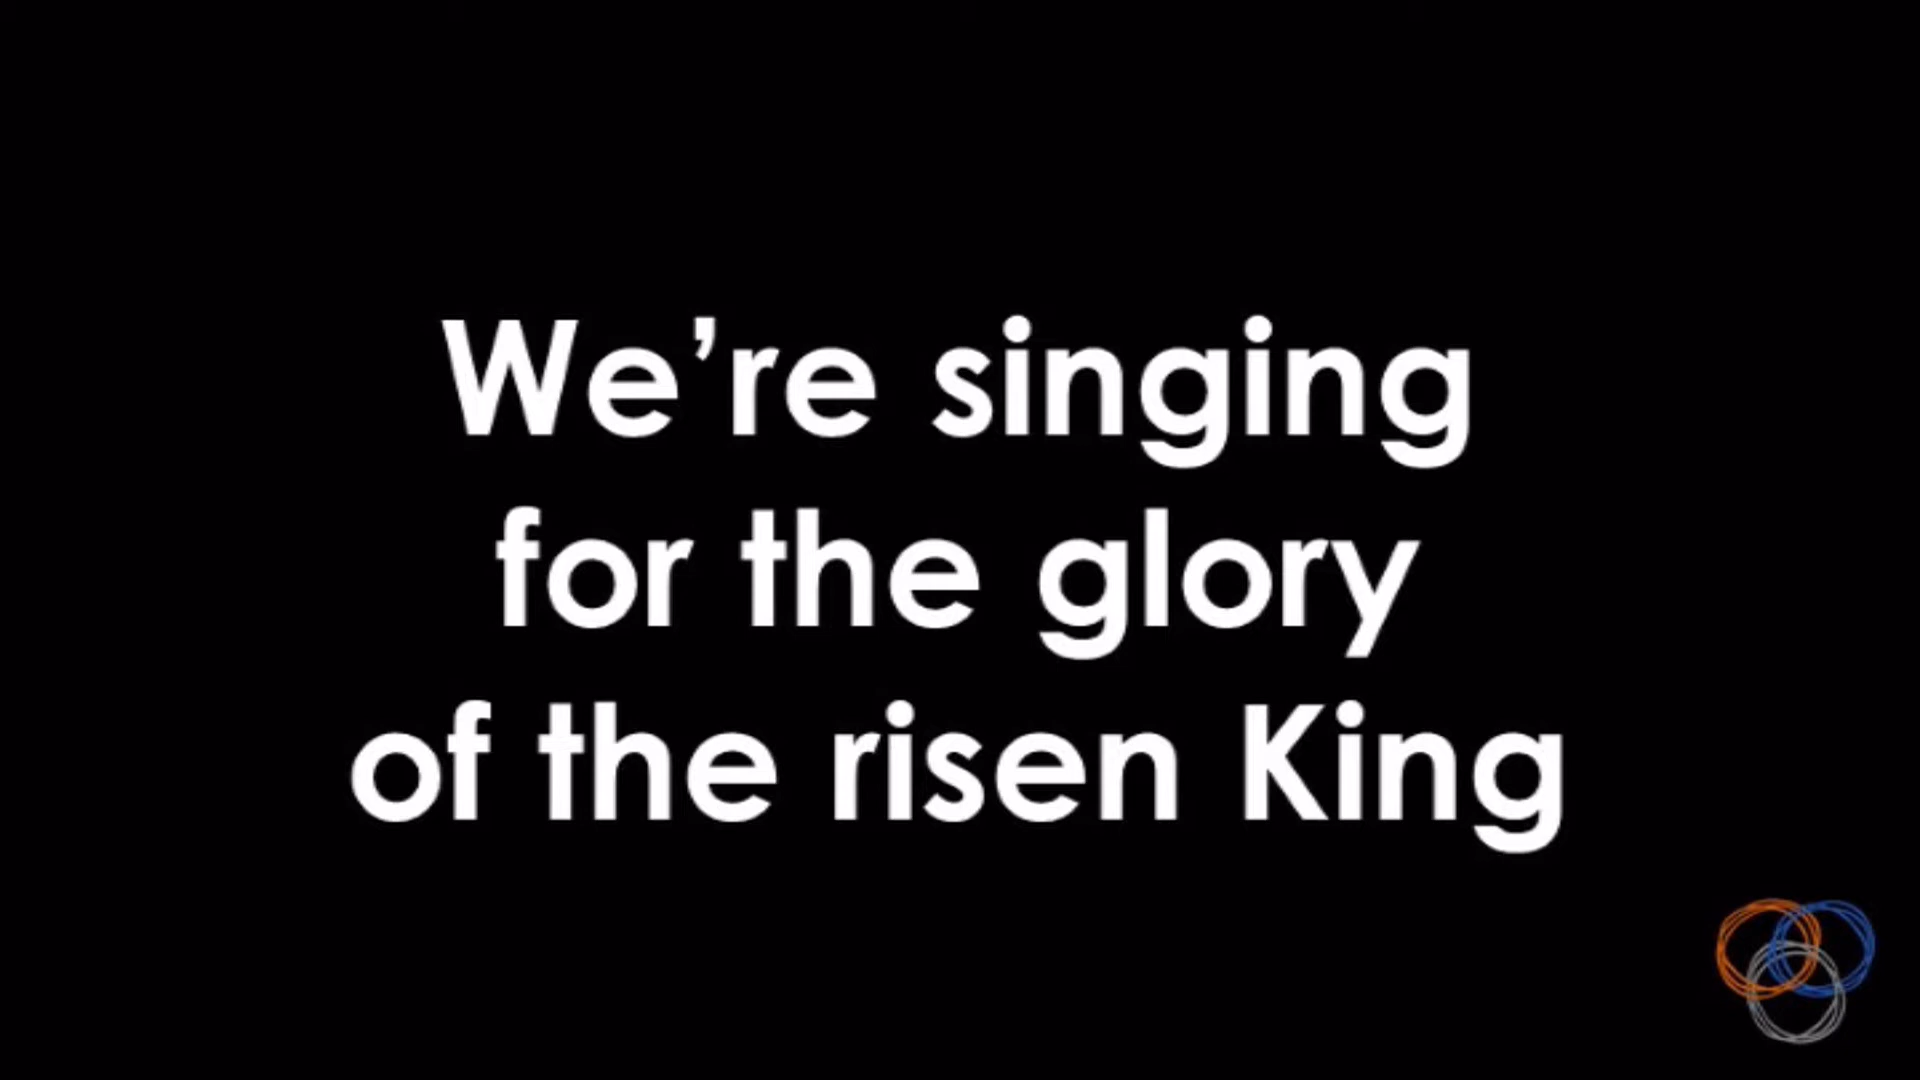 We’re singing
for the glory
of the risen King